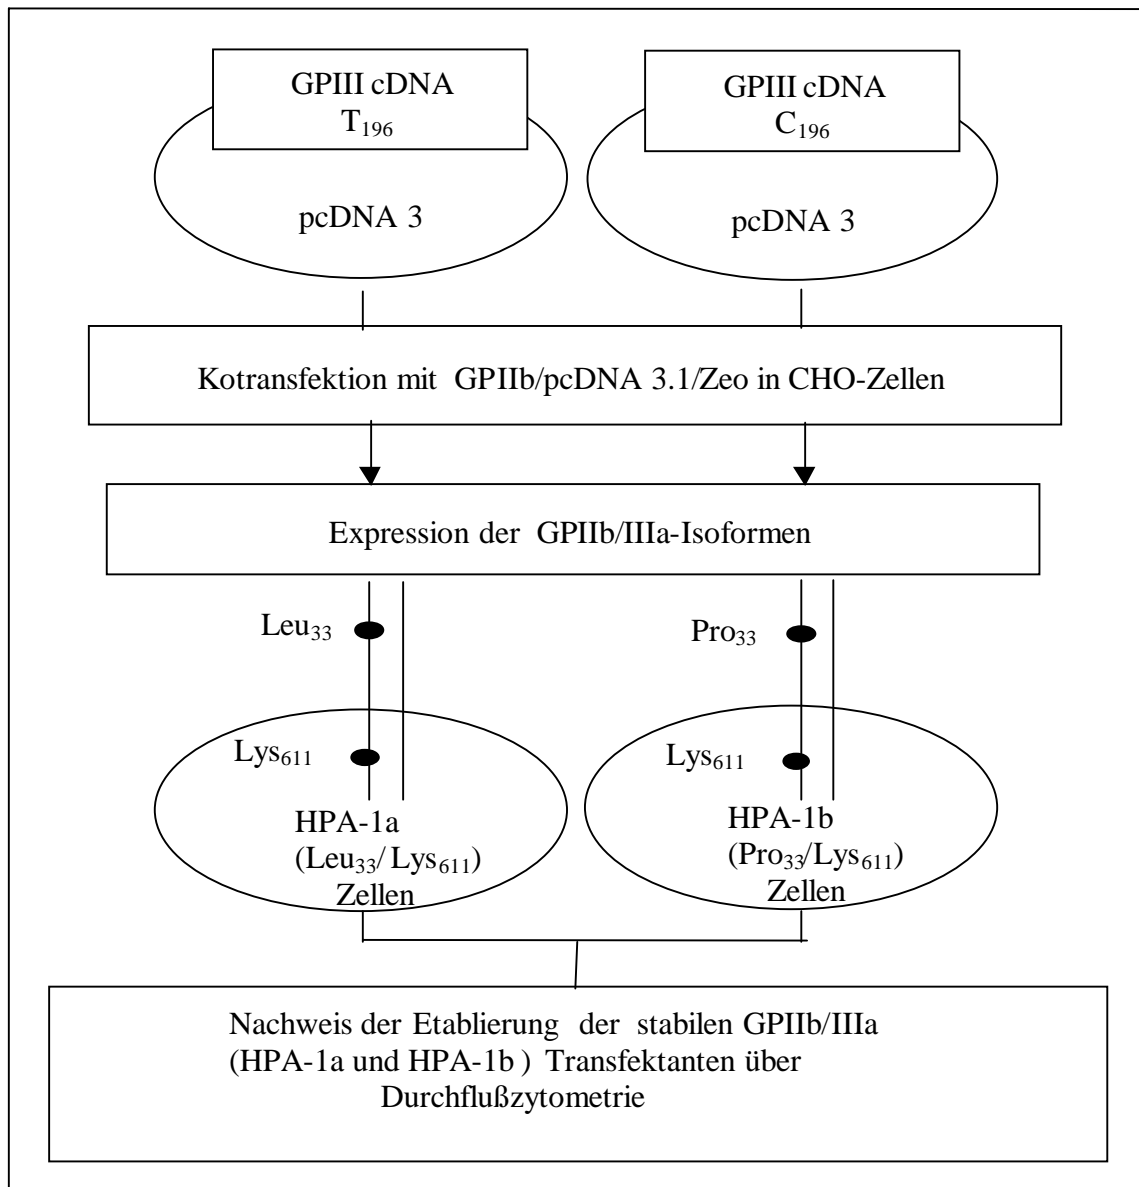 GPIII cDNA
T₁₉₆
GPIII cDNA
C₁₉₆
pcDNA 3
pcDNA 3
Kotransfektion mit GPIIb/pcDNA 3.1/Zeo in CHO-Zellen
Expression der GPIIb/IIIa-Isoformen
Leu₃₃
Pro₃₃
Lys₆₁₁
Lys₆₁₁
HPA-1a
(Leu₃₃/ Lys₆₁₁)
Zellen
HPA-1b
(Pro₃₃/Lys₆₁₁)
Zellen
Nachweis der Etablierung der stabilen GPIIb/IIIa
(HPA-1a und HPA-1b ) Transfektanten über
Durchflußzytometrie